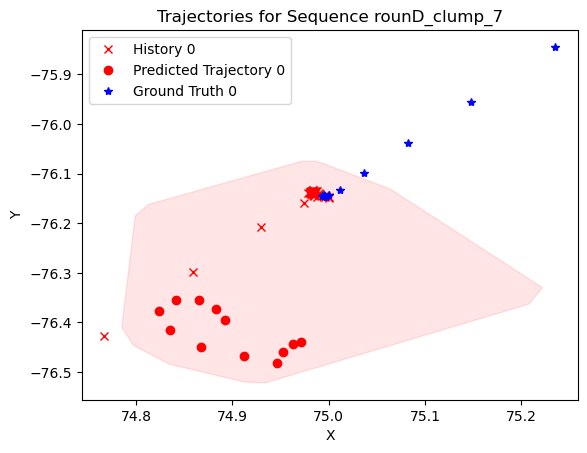 Trajectories for Sequence rounD_clump_7
History 0
Predicted Trajectory 0
Ground Truth 0
Y
−75.9
−76.0
−76.1
−76.2
−76.3
−76.4
−76.5
74.8 74.9 75.0 75.1 75.2
X